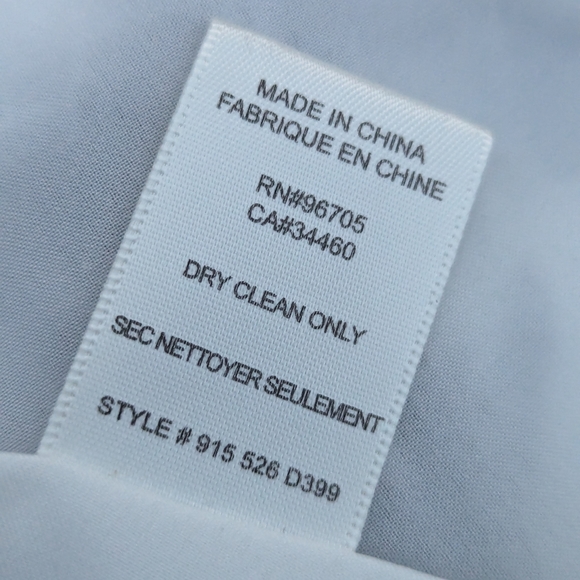 MADE IN CHINA
FABRIQUE EN CHINE
RN#96705
CA#34460
DRY CLEAN ONLY
SEC NETTOYER SEULEMENT
STYLE # 915 526 D399